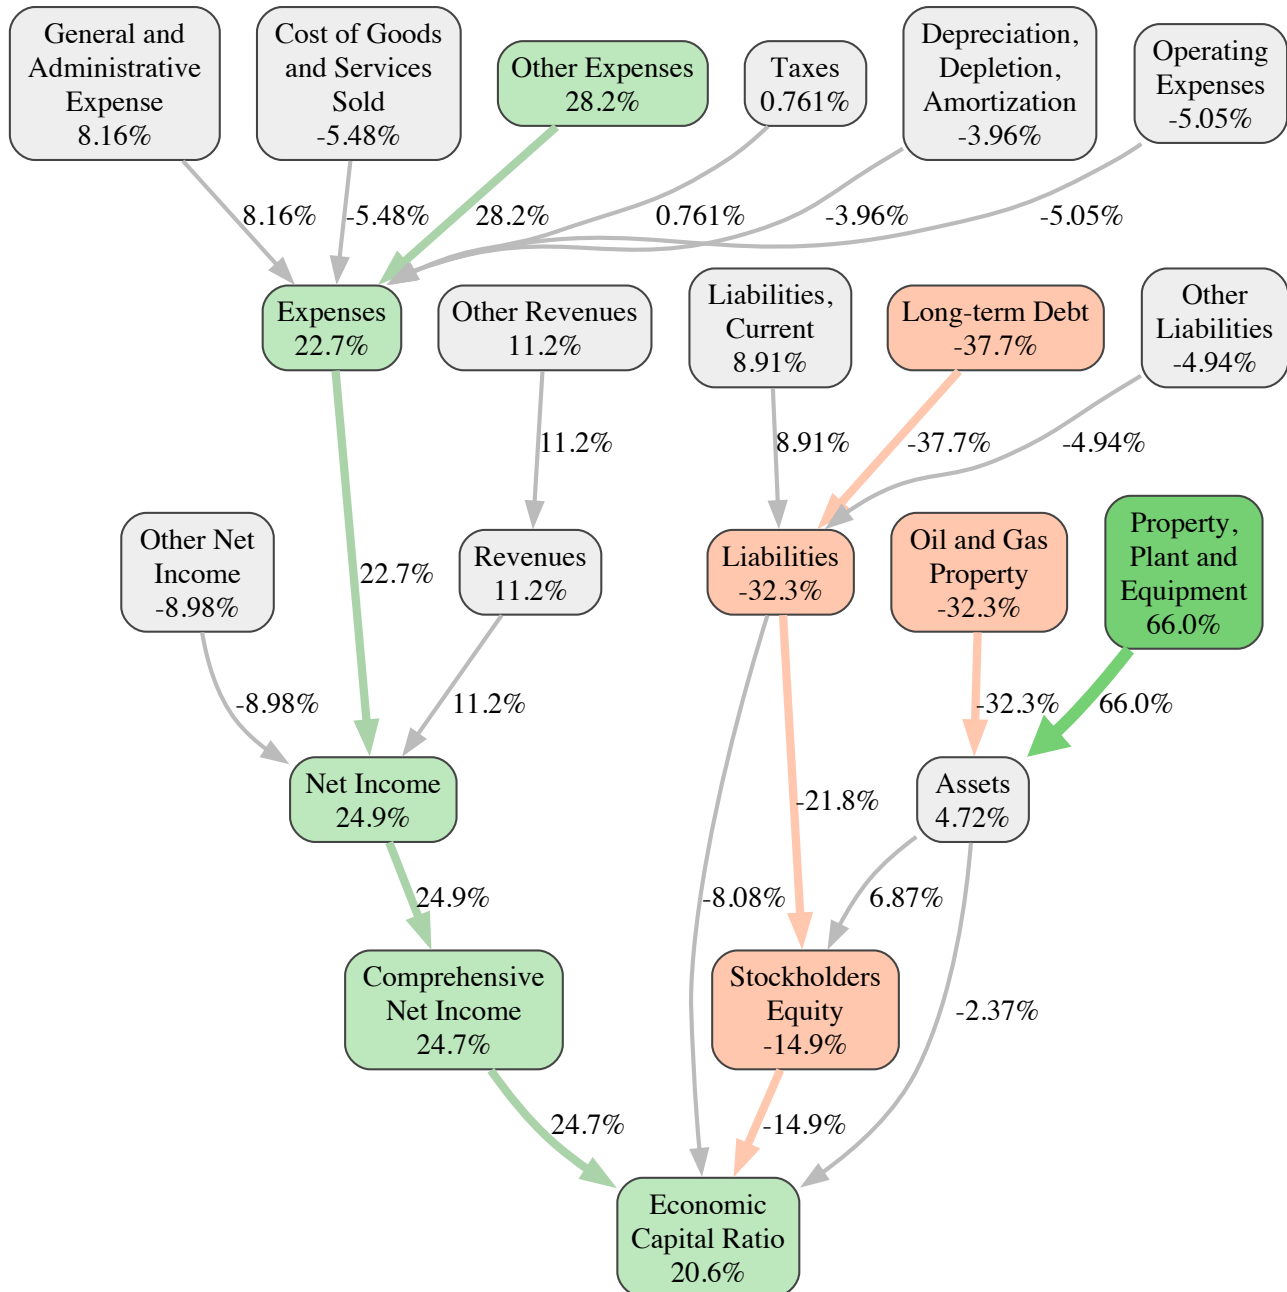 General and
Administrative
Expense
8.16%
Cost of Goods
and Services
Sold
-5.48%
Other Expenses
28.2%
Taxes
0.761%
Depreciation,
Depletion,
Amortization
-3.96%
Operating
Expenses
-5.05%
8.16%
-5.48%
28.2%
0.761%
-3.96%
-5.05%
Expenses
22.7%
Other Revenues
11.2%
Liabilities,
Current
8.91%
Long-term Debt
-37.7%
Other
Liabilities
-4.94%
11.2%
8.91%
-37.7%
-4.94%
Other Net
Income
-8.98%
22.7%
Revenues
11.2%
Liabilities
-32.3%
Oil and Gas
Property
-32.3%
Property,
Plant and
Equipment
66.0%
-8.98%
11.2%
-32.3%
66.0%
Net Income
24.9%
-21.8%
Assets
4.72%
24.9%
-8.08%
6.87%
Comprehensive
Net Income
24.7%
Stockholders
Equity
-14.9%
-2.37%
24.7%
-14.9%
Economic
Capital Ratio
20.6%